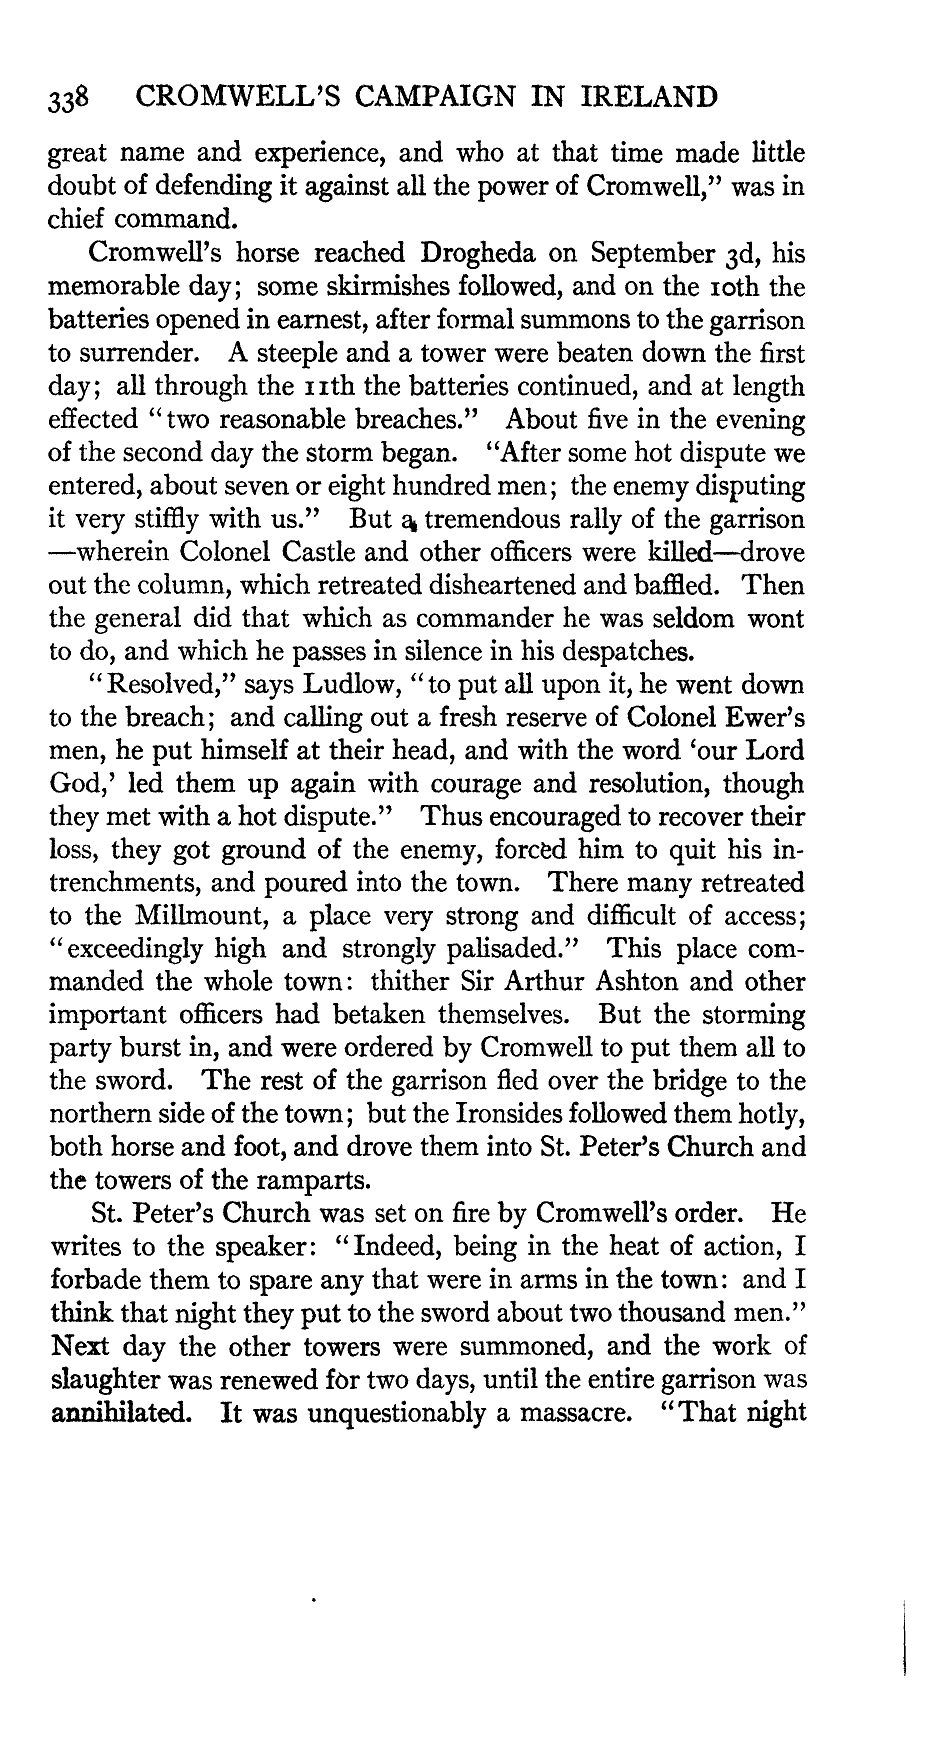 338 CROMWELL'S CAMPAIGN IN IRELAND
great name and experience, and who at that time made little
doubt of defending it against all the power of Cromwell,” was in
chief command.
Cromwell's horse reached Drogheda on September 3d, his
memorable day; some skirmishes followed, and on the 10th the
batteries opened in earnest, after formal summons to the garrison
to surrender. A steeple and a tower were beaten down the first
day; all through the 11th the batteries continued, and at length
effected “two reasonable breaches.” About five in the evening
of the second day the storm began. “After some hot dispute we
entered, about seven or eight hundred men; the enemy disputing
it very stiffly with us.” But a tremendous rally of the garrison
—wherein Colonel Castle and other officers were killed—drove
out the column, which retreated disheartened and baffled. Then
the general did that which as commander he was seldom wont
to do, and which he passes in silence in his despatches.
“Resolved,” says Ludlow, “to put all upon it, he went down
to the breach; and calling out a fresh reserve of Colonel Ewer's
men, he put himself at their head, and with the word ‘our Lord
God,’ led them up again with courage and resolution, though
they met with a hot dispute.” Thus encouraged to recover their
loss, they got ground of the enemy, forced him to quit his in-
trenchments, and poured into the town. There many retreated
to the Millmount, a place very strong and difficult of access;
“exceedingly high and strongly palisaded.” This place com-
manded the whole town: thither Sir Arthur Ashton and other
important officers had betaken themselves. But the storming
party burst in, and were ordered by Cromwell to put them all to
the sword. The rest of the garrison fled over the bridge to the
northern side of the town; but the Ironsides followed them hotly,
both horse and foot, and drove them into St. Peter's Church and
the towers of the ramparts.
St. Peter's Church was set on fire by Cromwell's order. He
writes to the speaker: “Indeed, being in the heat of action, I
forbade them to spare any that were in arms in the town: and I
think that night they put to the sword about two thousand men.”
Next day the other towers were summoned, and the work of
slaughter was renewed for two days, until the entire garrison was
annihilated. It was unquestionably a massacre. “That night